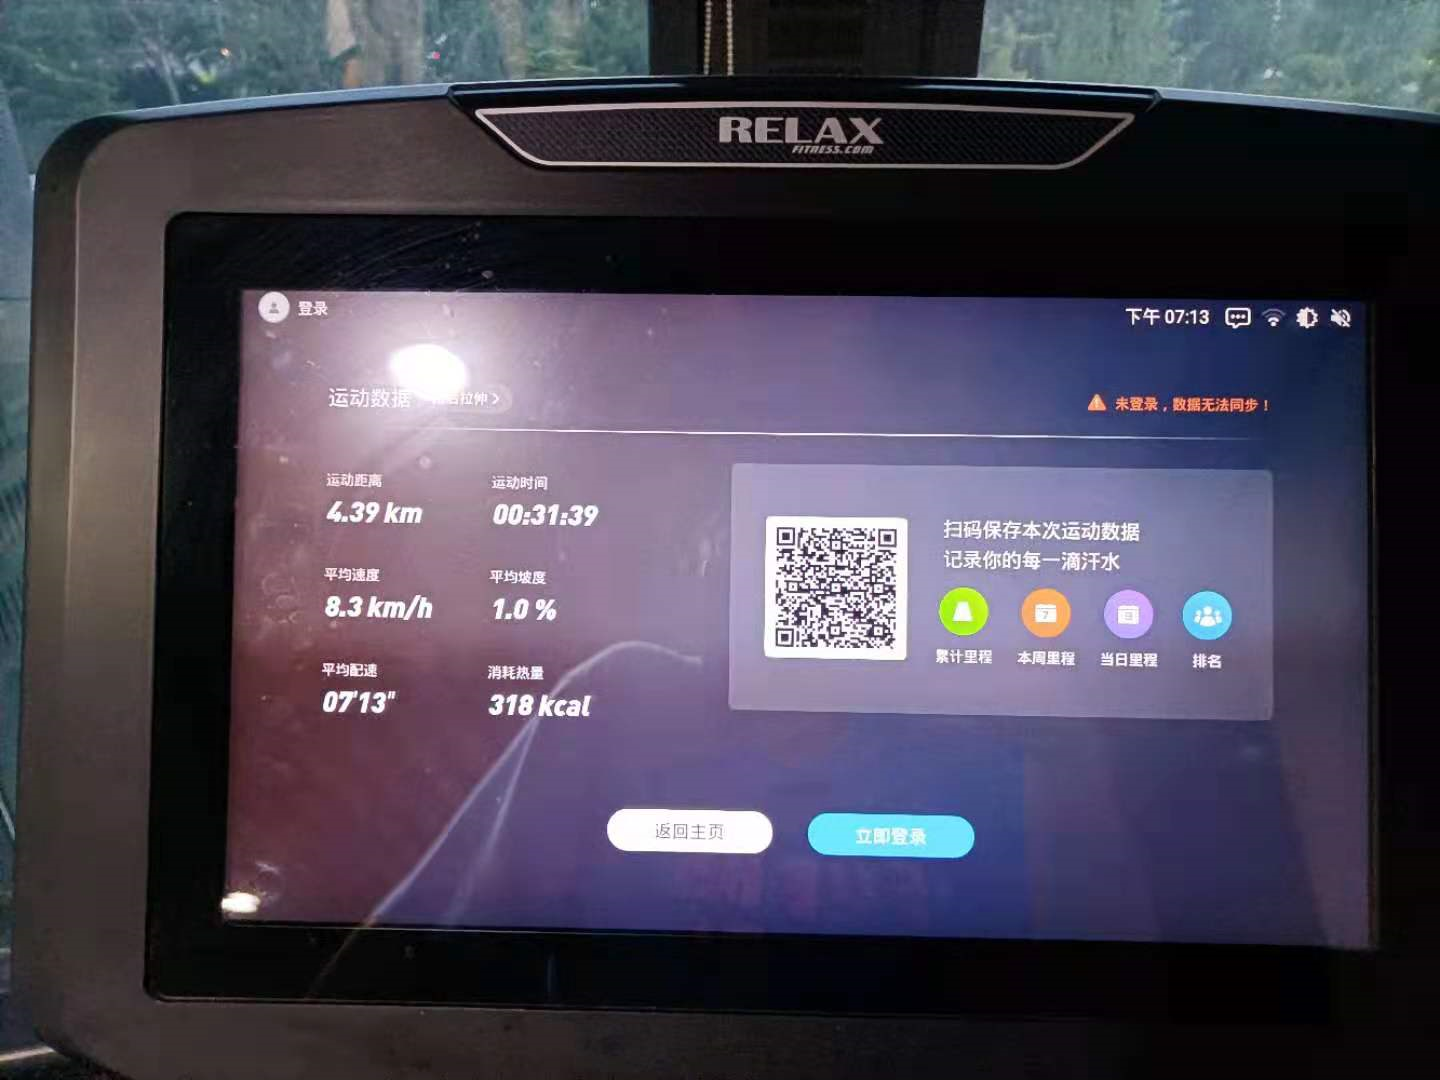 RELAX
FITNESS.COM
登录
下午 07:13
运动数据
拉伸 >
未登录，数据无法同步！
运动距离
4.39 km
运动时间
00:31:39
平均速度
8.3 km/h
平均坡度
1.0 %
平均配速
07'13"
消耗热量
318 kcal
扫码保存本次运动数据
记录你的每一滴汗水
7
累计里程
本周里程
当日里程
排名
返回主页
立即登录